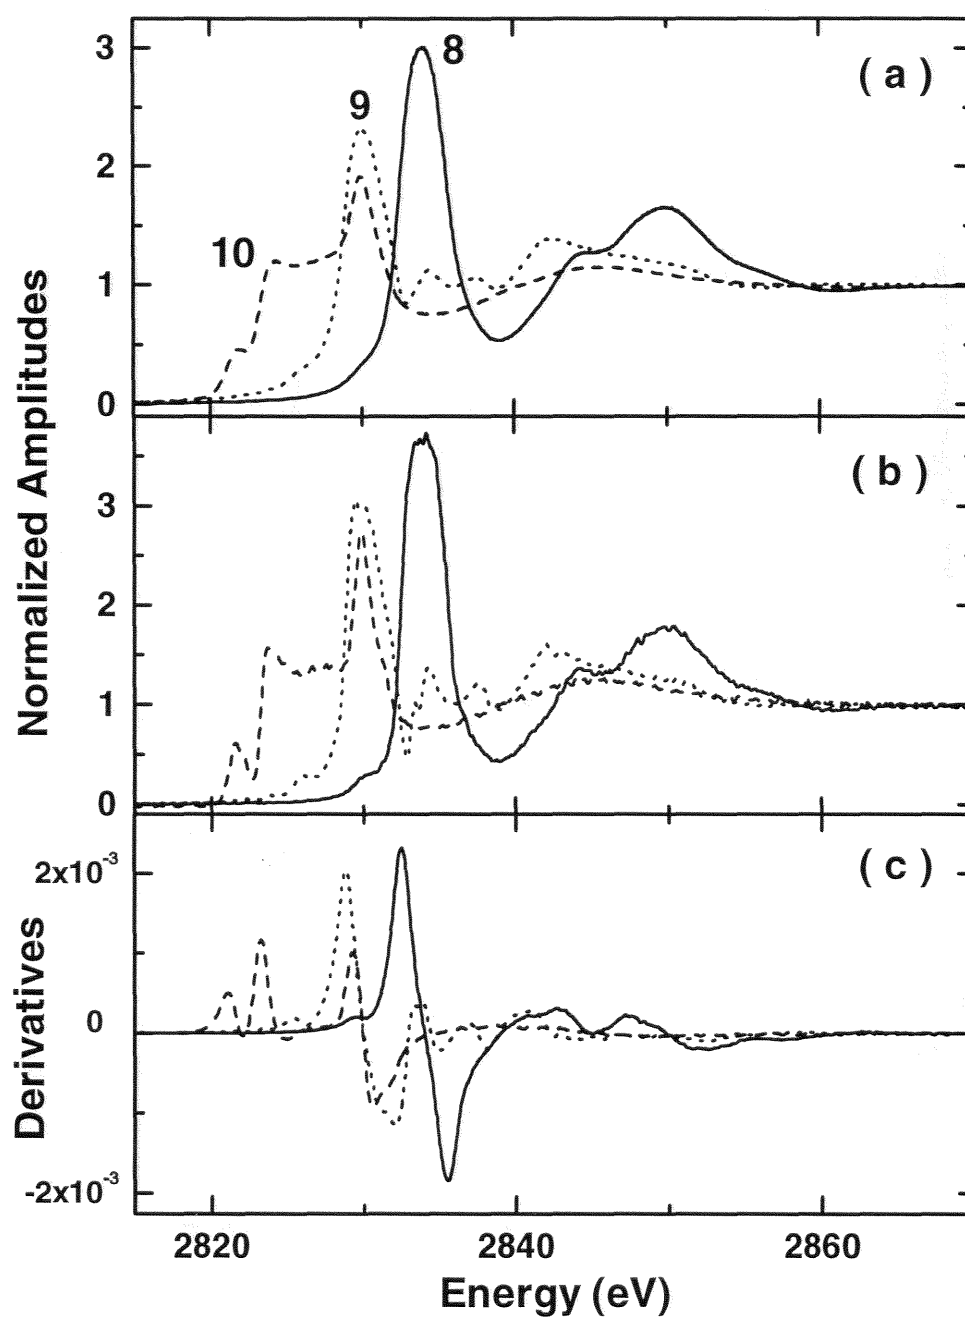 3
2
1
0
8
9
10
( a )
Normalized Amplitudes
3
2
1
0
( b )
2x10⁻³
0
-2x10⁻³
( c )
Derivatives
2820
2840
2860
Energy (eV)